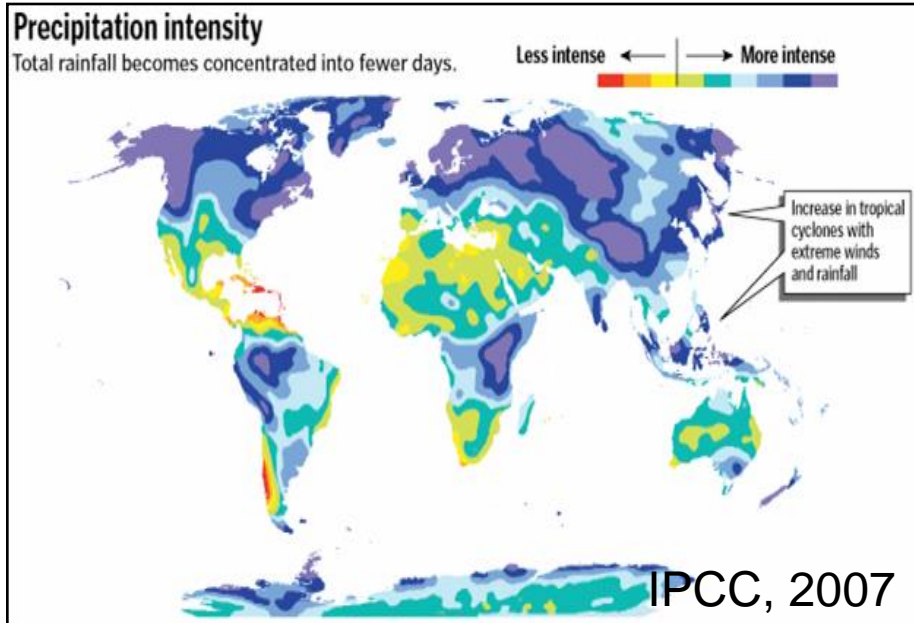 Precipitation intensity
Total rainfall becomes concentrated into fewer days.
Less intense
More intense
Increase in tropical
cyclones with
extreme winds
and rainfall
IPCC, 2007